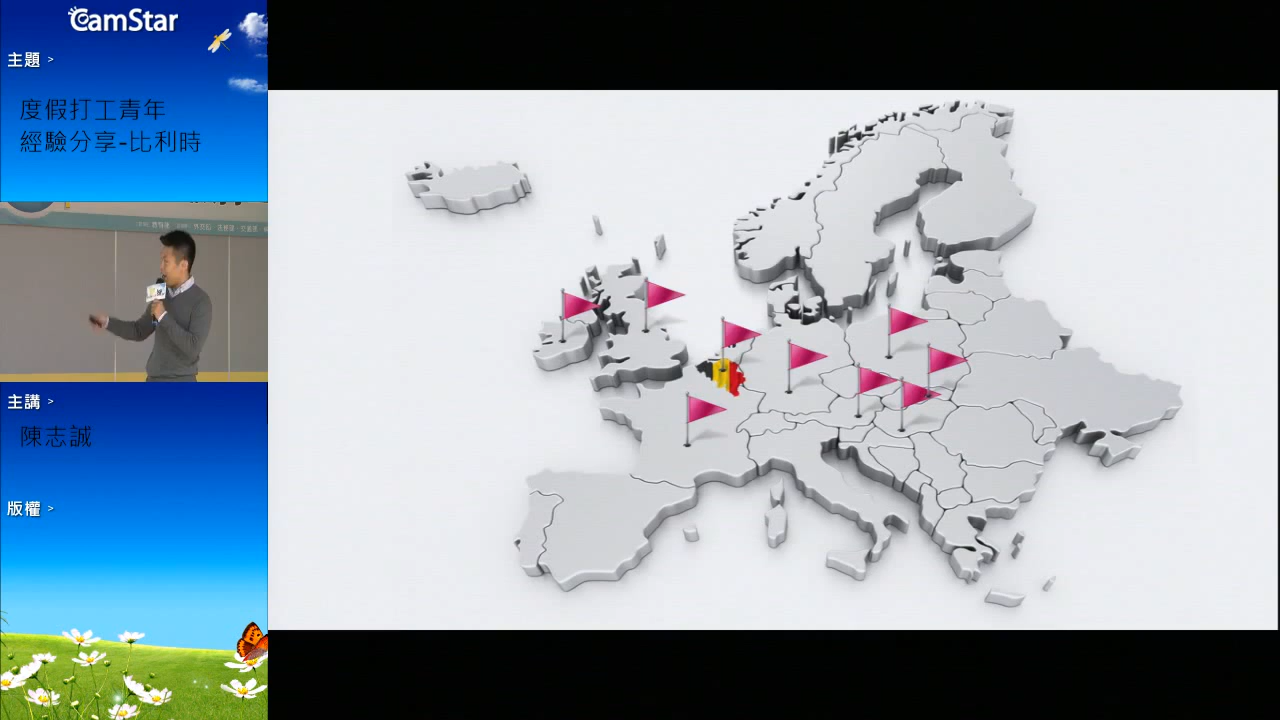 CamStar
主題 >
度假打工青年
經驗分享-比利時
主講 >
陳志誠
版權 >